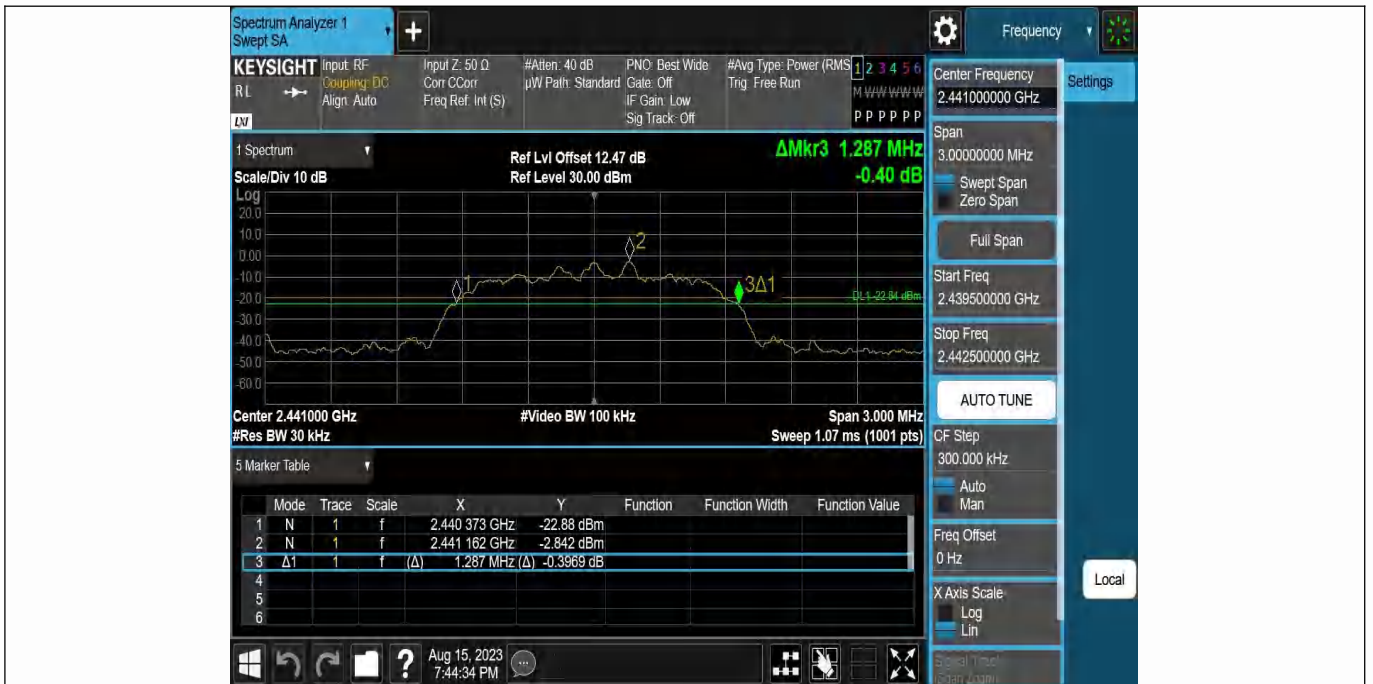 Spectrum Analyzer 1
Swept SA
+
Frequency
KEYSIGHT
RL
LXI
Input: RF
Coupling: DC
Align: Auto
Input Z: 50 Ω
Corr CCorr
Freq Ref: Int (S)
#Atten: 40 dB
µW Path: Standard
PNO: Best Wide
Gate: Off
IF Gain: Low
Sig Track: Off
#Avg Type: Power (RMS
Trig: Free Run
1 2 3 4 5 6
M W W W W W
P P P P P P
1 Spectrum
Scale/Div 10 dB
Ref Lvl Offset 12.47 dB
Ref Level 30.00 dBm
ΔMkr3 1.287 MHz
-0.40 dB
Log
20.0
10.0
0.00
-10.0
-20.0
-30.0
-40.0
-50.0
-60.0
1
2
3Δ1
DL1 -22.84 dBm
Center 2.441000 GHz
#Res BW 30 kHz
#Video BW 100 kHz
Span 3.000 MHz
Sweep 1.07 ms (1001 pts)
5 Marker Table
Mode Trace Scale X Y Function Function Width Function Value
1 N 1 f 2.440 373 GHz -22.88 dBm
2 N 1 f 2.441 162 GHz -2.842 dBm
3 Δ1 1 f (Δ) 1.287 MHz (Δ) -0.3969 dB
4
5
6
?
Aug 15, 2023
7:44:34 PM
Center Frequency
2.441000000 GHz
Settings
Span
3.00000000 MHz
Swept Span
Zero Span
Full Span
Start Freq
2.439500000 GHz
Stop Freq
2.442500000 GHz
AUTO TUNE
CF Step
300.000 kHz
Auto
Man
Freq Offset
0 Hz
X Axis Scale
Log
Lin
Signal Track
(Span Zoom)
Local